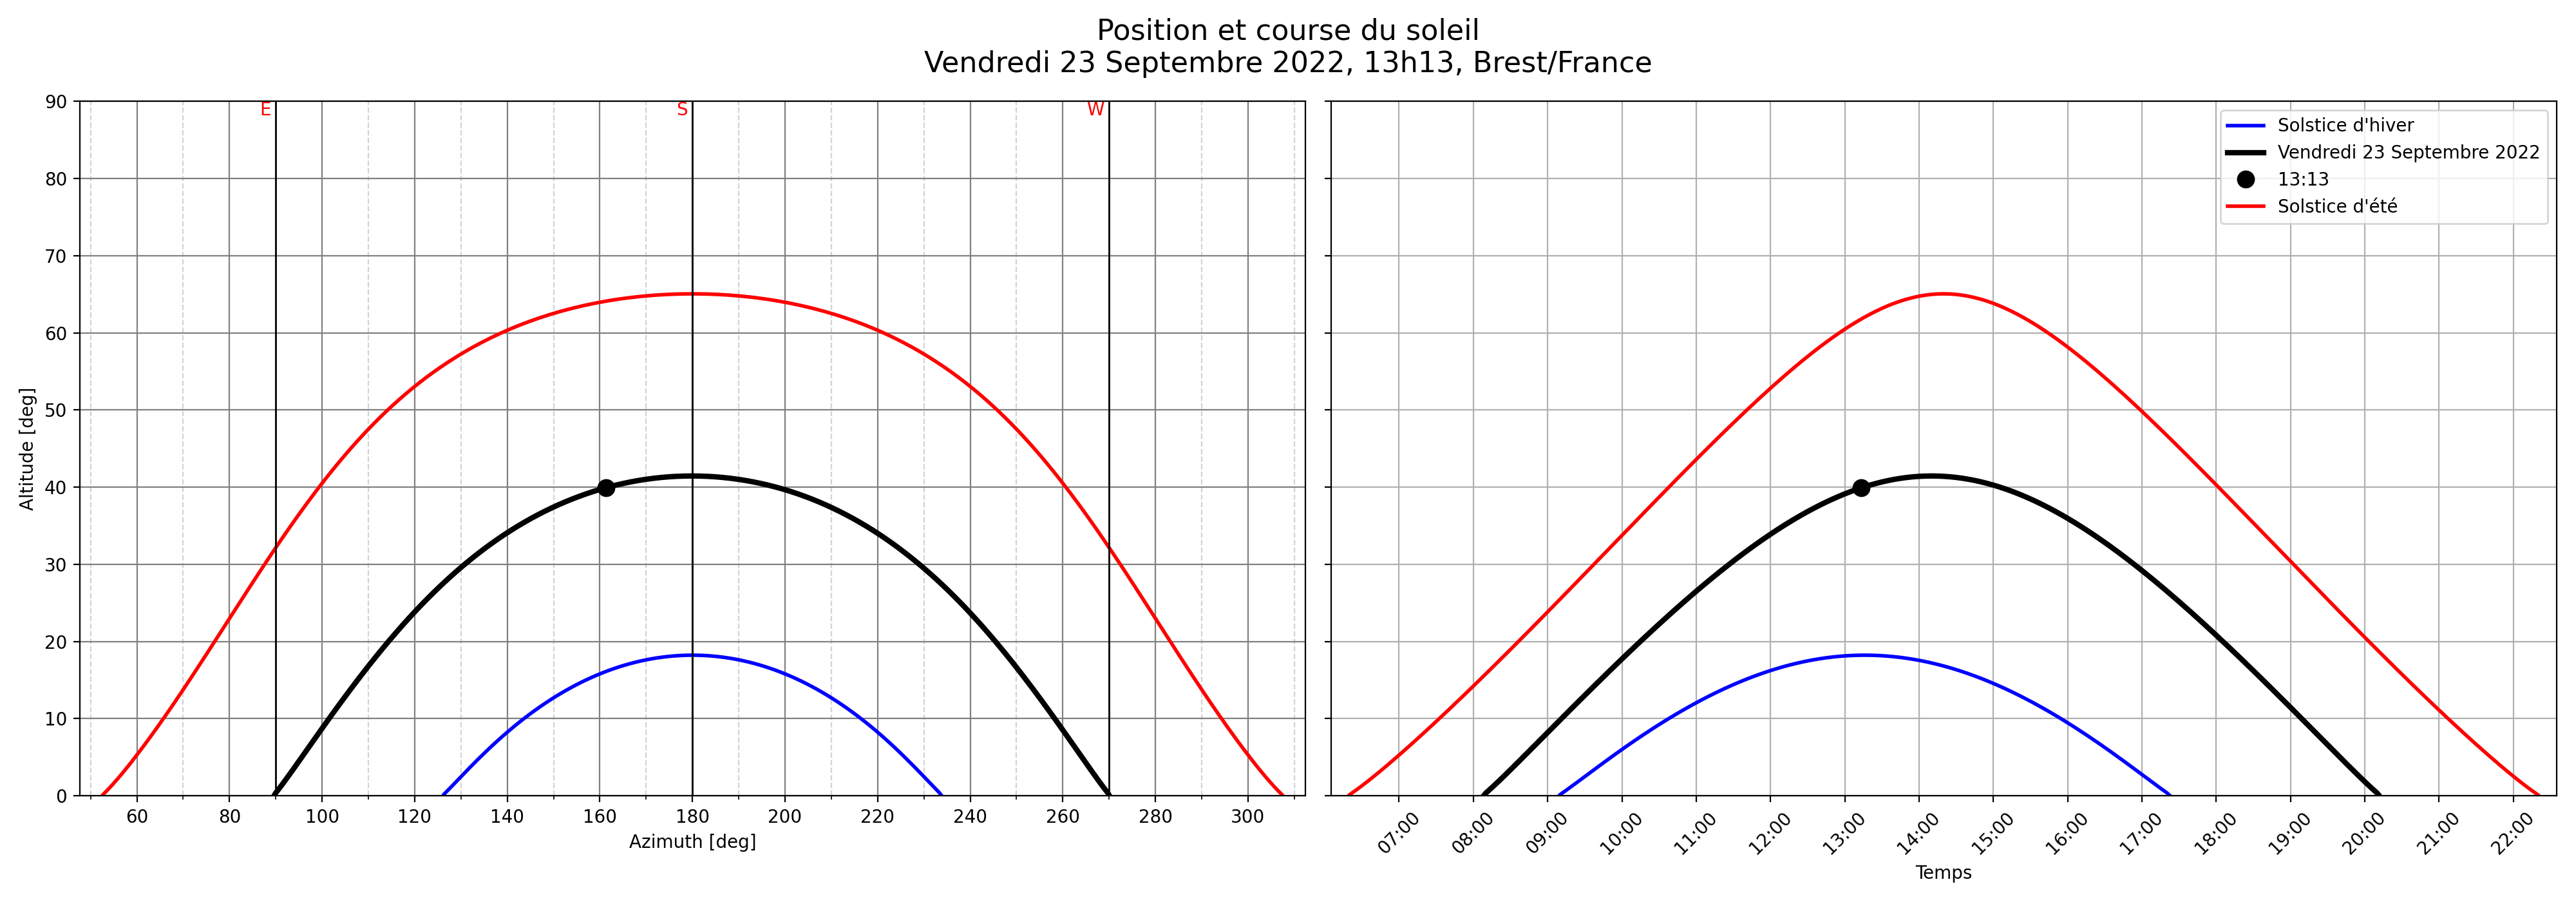 Position et course du soleil
Vendredi 23 Septembre 2022, 13h13, Brest/France
E
S
W
90
80
70
60
50
40
30
20
10
0
Altitude [deg]
60 80 100 120 140 160 180 200 220 240 260 280 300
Azimuth [deg]
Solstice d'hiver
Vendredi 23 Septembre 2022
13:13
Solstice d'été
07:00 08:00 09:00 10:00 11:00 12:00 13:00 14:00 15:00 16:00 17:00 18:00 19:00 20:00 21:00 22:00
Temps